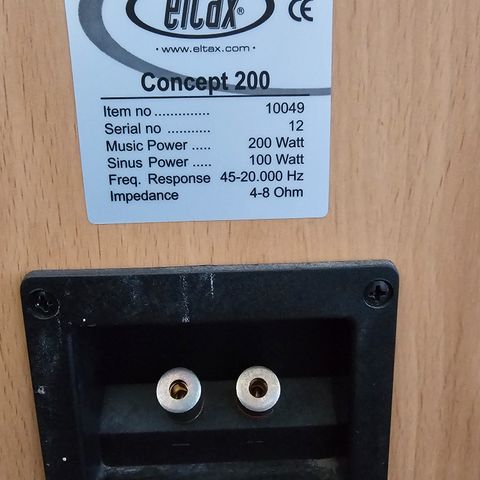 eltax®
CE
• www.eltax.com •
Concept 200
Item no .............. 10049
Serial no ........... 12
Music Power ..... 200 Watt
Sinus Power ..... 100 Watt
Freq. Response 45-20.000 Hz
Impedance 4-8 Ohm